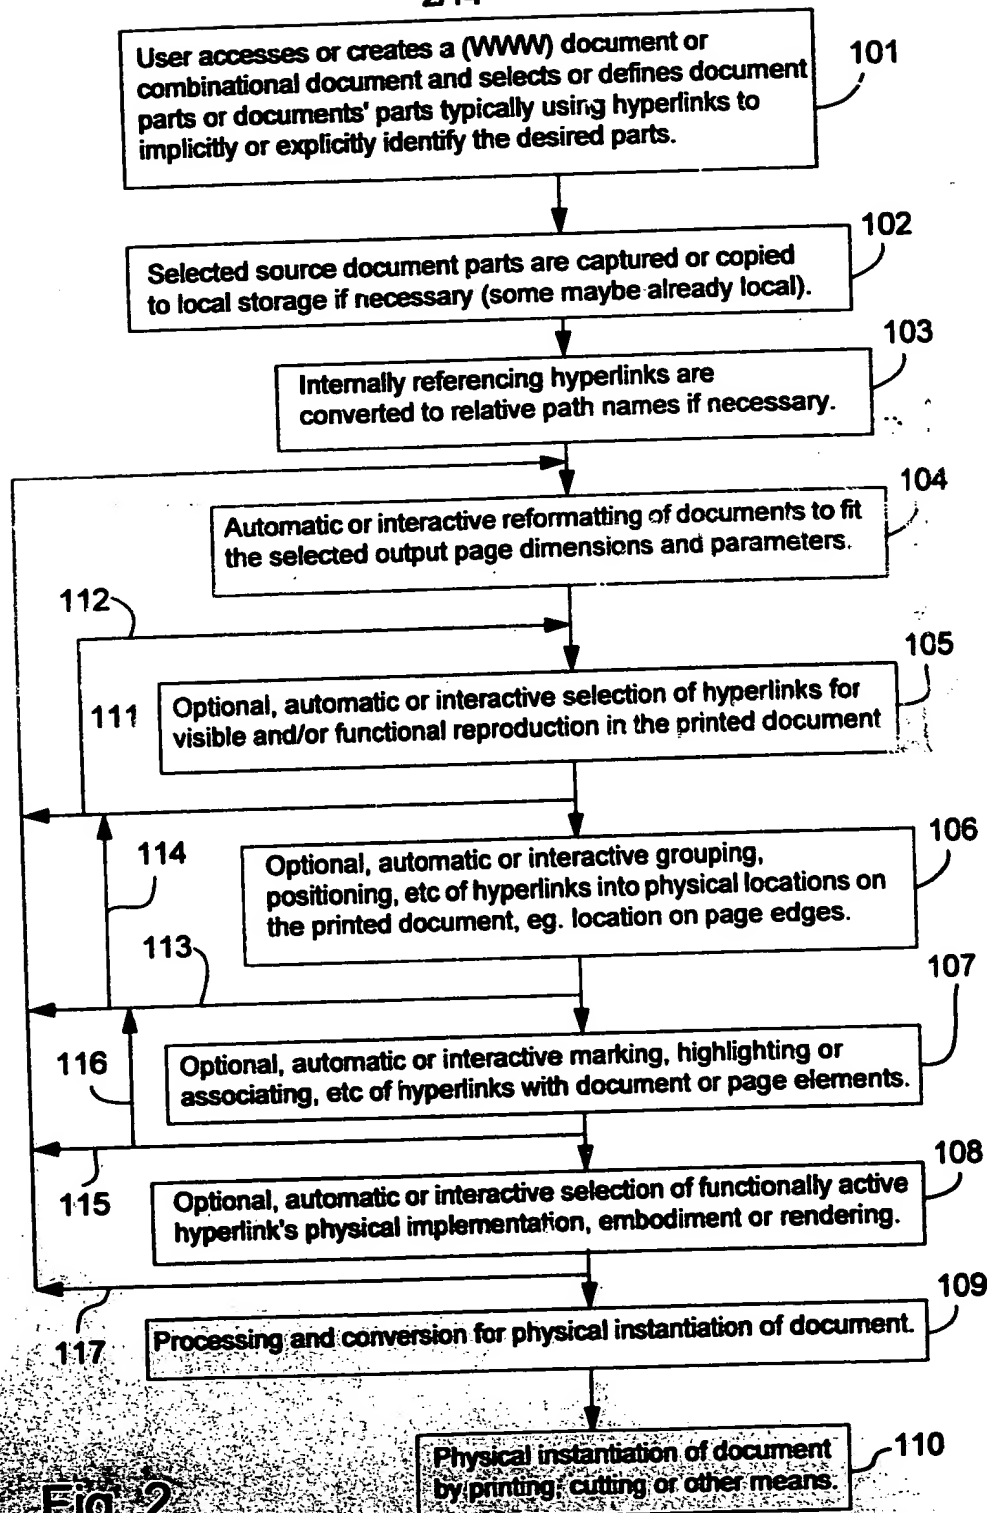 User accesses or creates a (WWW) document or
combinational document and selects or defines document
parts or documents' parts typically using hyperlinks to
implicitly or explicitly identify the desired parts.
101
102
Selected source document parts are captured or copied
to local storage if necessary (some maybe already local).
103
Internally referencing hyperlinks are
converted to relative path names if necessary.
104
Automatic or interactive reformatting of documents to fit
the selected output page dimensions and parameters.
112
105
111
Optional, automatic or interactive selection of hyperlinks for
visible and/or functional reproduction in the printed document
106
114
Optional, automatic or interactive grouping,
positioning, etc of hyperlinks into physical locations on
the printed document, eg. location on page edges.
113
107
116
Optional, automatic or interactive marking, highlighting or
associating, etc of hyperlinks with document or page elements.
108
115
Optional, automatic or interactive selection of functionally active
hyperlink's physical implementation, embodiment or rendering.
109
117
Processing and conversion for physical instantiation of document.
110
Physical instantiation of document
by printing, cutting or other means.
Fig. 2